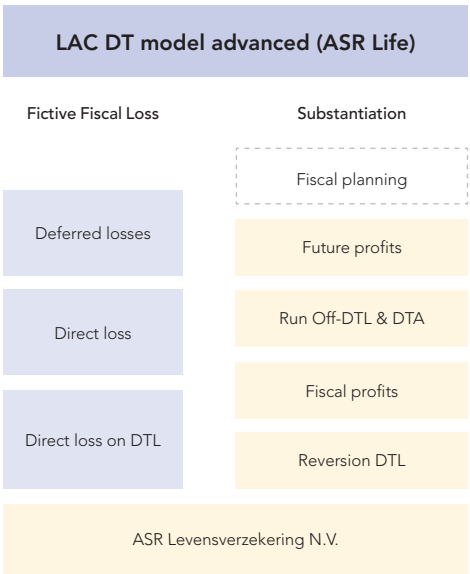 LAC DT model advanced (ASR Life)
Fictive Fiscal Loss
Deferred losses
Direct loss
Direct loss on DTL
Substantiation
Fiscal planning
Future profits
Run Off-DTL & DTA
Fiscal profits
Reversion DTL
ASR Levensverzekering N.V.